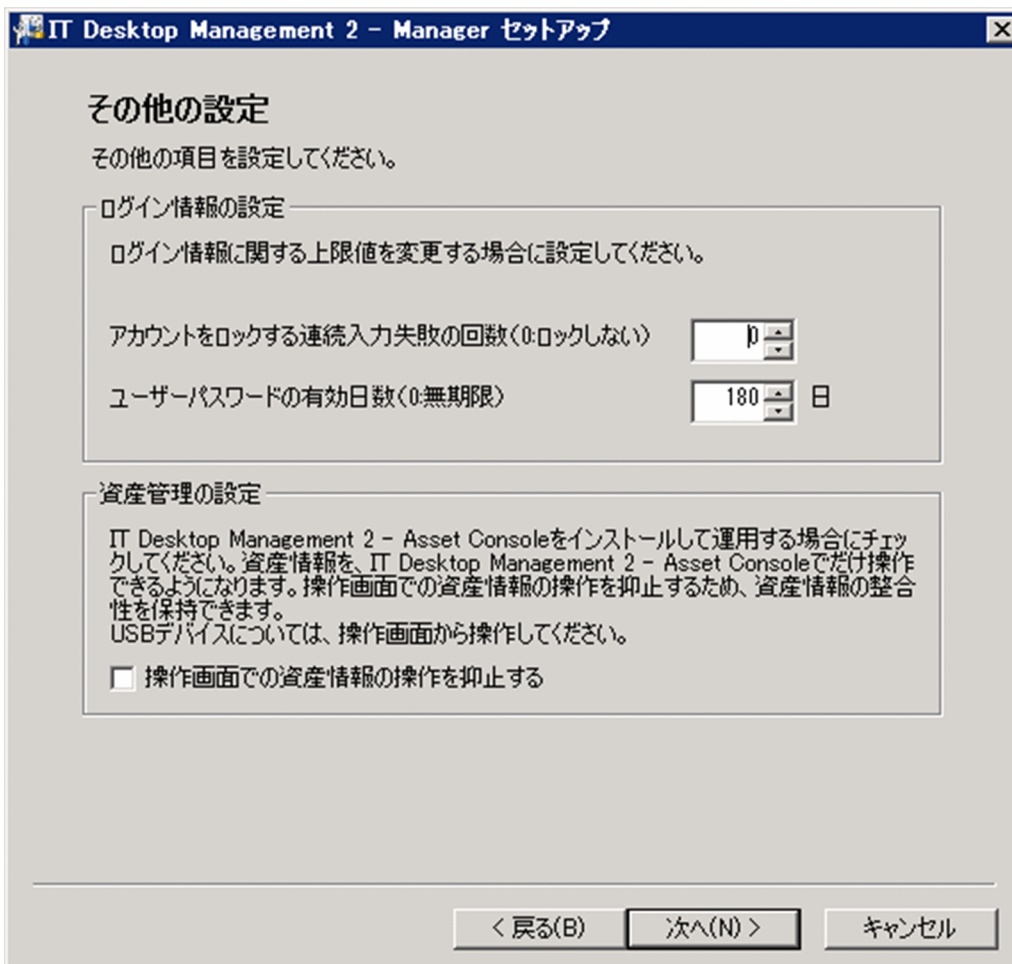 IT Desktop Management 2 - Manager セットアップ
その他の設定
その他の項目を設定してください。
ログイン情報の設定
ログイン情報に関する上限値を変更する場合に設定してください。
アカウントをロックする連続入力失敗の回数(0:ロックしない) 0
ユーザーパスワードの有効日数(0:無期限) 180 日
資産管理の設定
IT Desktop Management 2 - Asset Consoleをインストールして運用する場合にチェッ
クしてください。資産情報を、IT Desktop Management 2 - Asset Consoleでだけ操作
できるようになります。操作画面での資産情報の操作を抑止するため、資産情報の整合
性を保持できます。
USBデバイスについては、操作画面から操作してください。
操作画面での資産情報の操作を抑止する
< 戻る(B) 次へ(N) > キャンセル